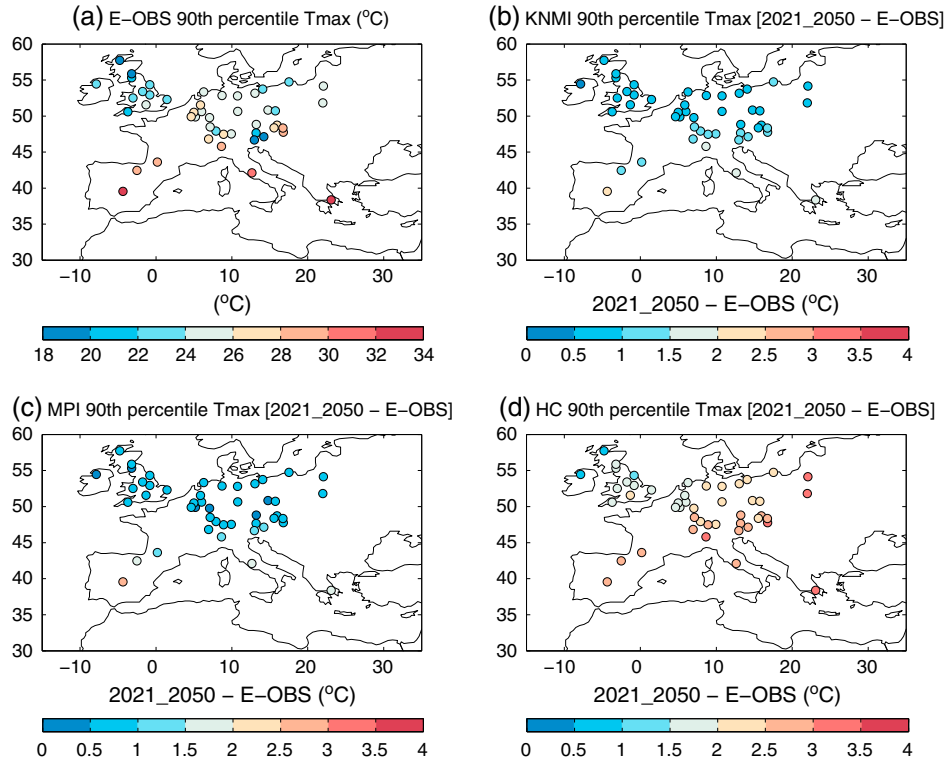 (a) E−OBS 90th percentile Tmax (°C)
60
55
50
45
40
35
30
−10 0 10 20 30
(°C)
18 20 22 24 26 28 30 32 34
(b) KNMI 90th percentile Tmax [2021_2050 − E−OBS]
60
55
50
45
40
35
30
−10 0 10 20 30
2021_2050 − E−OBS (°C)
0 0.5 1 1.5 2 2.5 3 3.5 4
(c) MPI 90th percentile Tmax [2021_2050 − E−OBS]
60
55
50
45
40
35
30
−10 0 10 20 30
2021_2050 − E−OBS (°C)
0 0.5 1 1.5 2 2.5 3 3.5 4
(d) HC 90th percentile Tmax [2021_2050 − E−OBS]
60
55
50
45
40
35
30
−10 0 10 20 30
2021_2050 − E−OBS (°C)
0 0.5 1 1.5 2 2.5 3 3.5 4